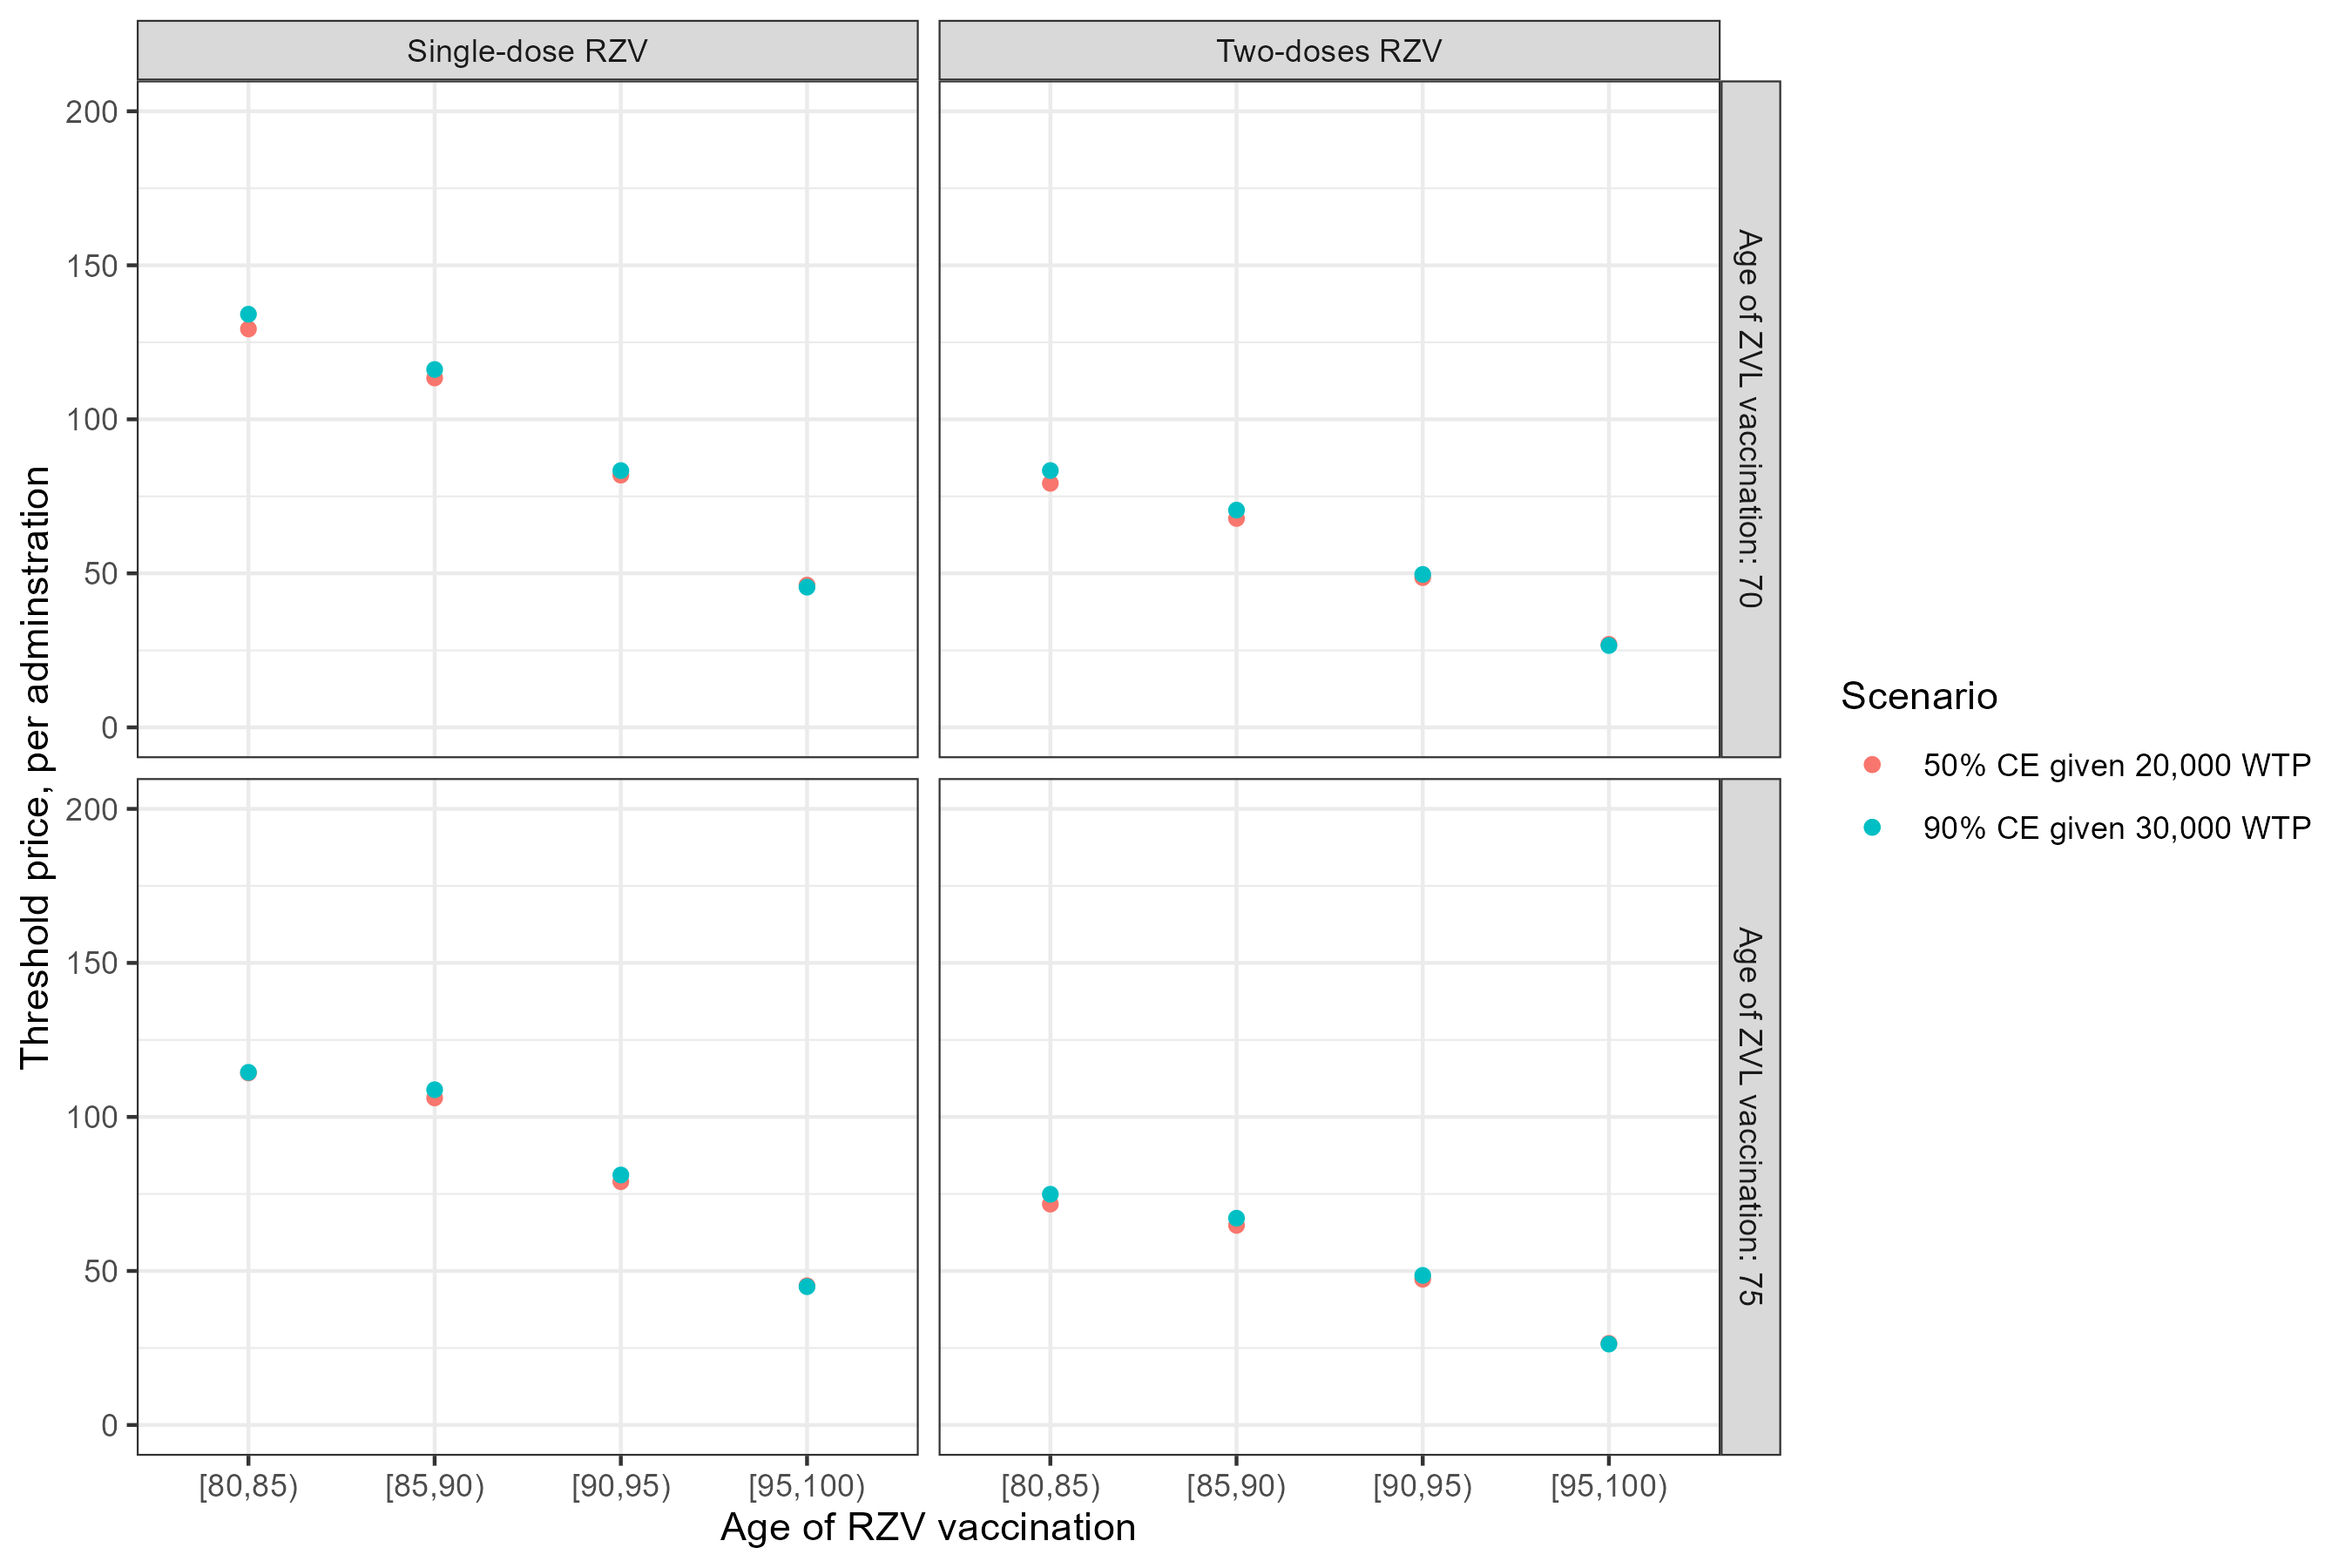 Single-dose RZV
Two-doses RZV
200
150
100
50
0
Age of ZVL vaccination: 70
200
150
100
50
0
Age of ZVL vaccination: 75
Threshold price, per adminstration
[80,85)
[85,90)
[90,95)
[95,100)
[80,85)
[85,90)
[90,95)
[95,100)
Age of RZV vaccination
Scenario
50% CE given 20,000 WTP
90% CE given 30,000 WTP